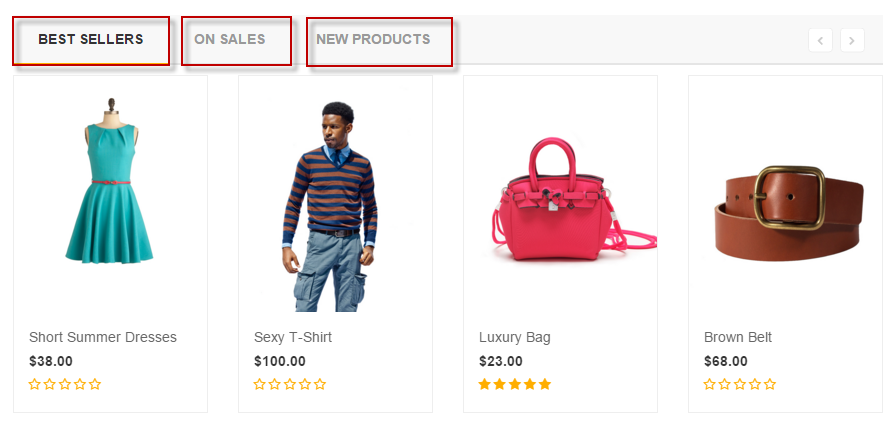 BEST SELLERS ON SALES NEW PRODUCTS
Short Summer Dresses Sexy T-Shirt Luxury Bag Brown Belt
$38.00 $100.00 $23.00 $68.00